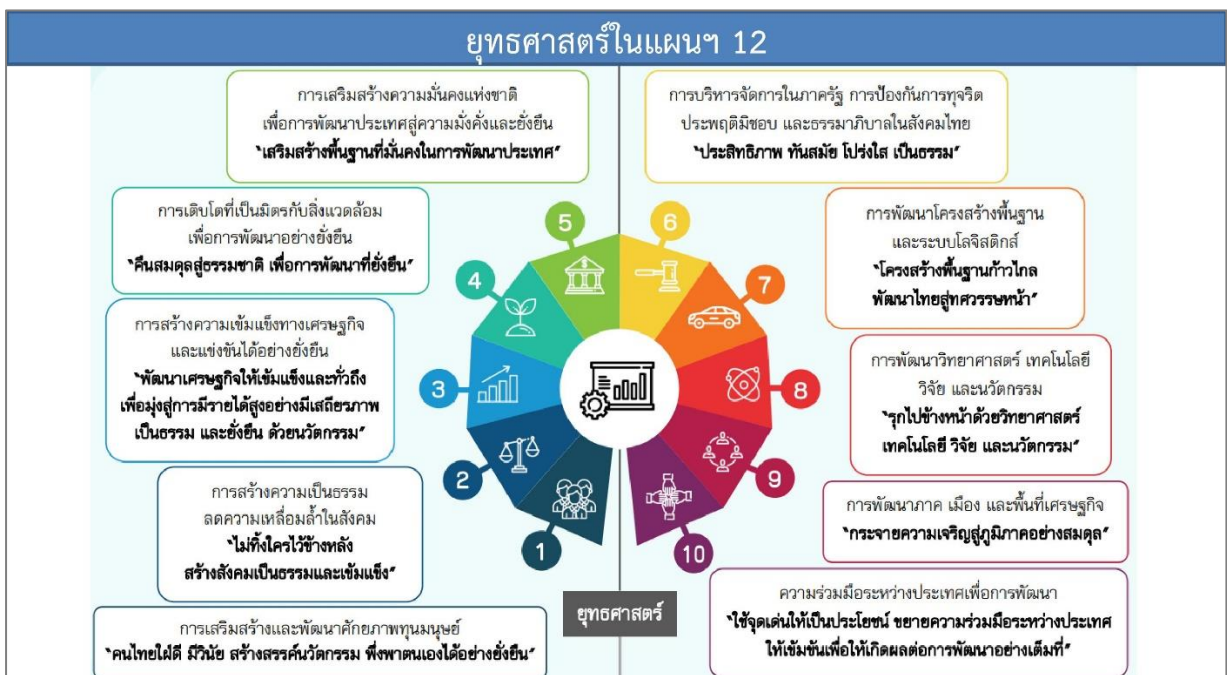 ยุทธศาสตร์ในแผนฯ 12
การเสริมสร้างความมั่นคงแห่งชาติ
เพื่อการพัฒนาประเทศสู่ความมั่งคั่งและยั่งยืน
"เสริมสร้างพื้นฐานที่มั่นคงในการพัฒนาประเทศ"
การบริหารจัดการในภาครัฐ การป้องกันการทุจริต
ประพฤติมิชอบ และธรรมาภิบาลในสังคมไทย
"ประสิทธิภาพ ทันสมัย โปร่งใส เป็นธรรม"
การเติบโตที่เป็นมิตรกับสิ่งแวดล้อม
เพื่อการพัฒนาอย่างยั่งยืน
"คืนสมดุลสู่ธรรมชาติ เพื่อการพัฒนาที่ยั่งยืน"
การพัฒนาโครงสร้างพื้นฐาน
และระบบโลจิสติกส์
"โครงสร้างพื้นฐานก้าวไกล
พัฒนาไทยสู่ทศวรรษหน้า"
การสร้างความเข้มแข็งทางเศรษฐกิจ
และแข่งขันได้อย่างยั่งยืน
"พัฒนาเศรษฐกิจให้เข้มแข็งและทั่วถึง
เพื่อมุ่งสู่การมีรายได้สูงอย่างมีเสถียรภาพ
เป็นธรรม และยั่งยืน ด้วยนวัตกรรม"
การพัฒนาวิทยาศาสตร์ เทคโนโลยี
วิจัย และนวัตกรรม
"รุกไปข้างหน้าด้วยวิทยาศาสตร์
เทคโนโลยี วิจัย และนวัตกรรม"
การสร้างความเป็นธรรม
ลดความเหลื่อมล้ำในสังคม
"ไม่ทิ้งใครไว้ข้างหลัง
สร้างสังคมเป็นธรรมและเข้มแข็ง"
การพัฒนาภาค เมือง และพื้นที่เศรษฐกิจ
"กระจายความเจริญสู่ภูมิภาคอย่างสมดุล"
การเสริมสร้างและพัฒนาศักยภาพทุนมนุษย์
"คนไทยใฝ่ดี มีวินัย สร้างสรรค์นวัตกรรม พึ่งพาตนเองได้อย่างยั่งยืน"
ความร่วมมือระหว่างประเทศเพื่อการพัฒนา
"ใช้จุดเด่นให้เป็นประโยชน์ ขยายความร่วมมือระหว่างประเทศ
ให้เข้มข้นเพื่อให้เกิดผลต่อการพัฒนาอย่างเต็มที่"
1
2
3
4
5
6
7
8
9
10
ยุทธศาสตร์